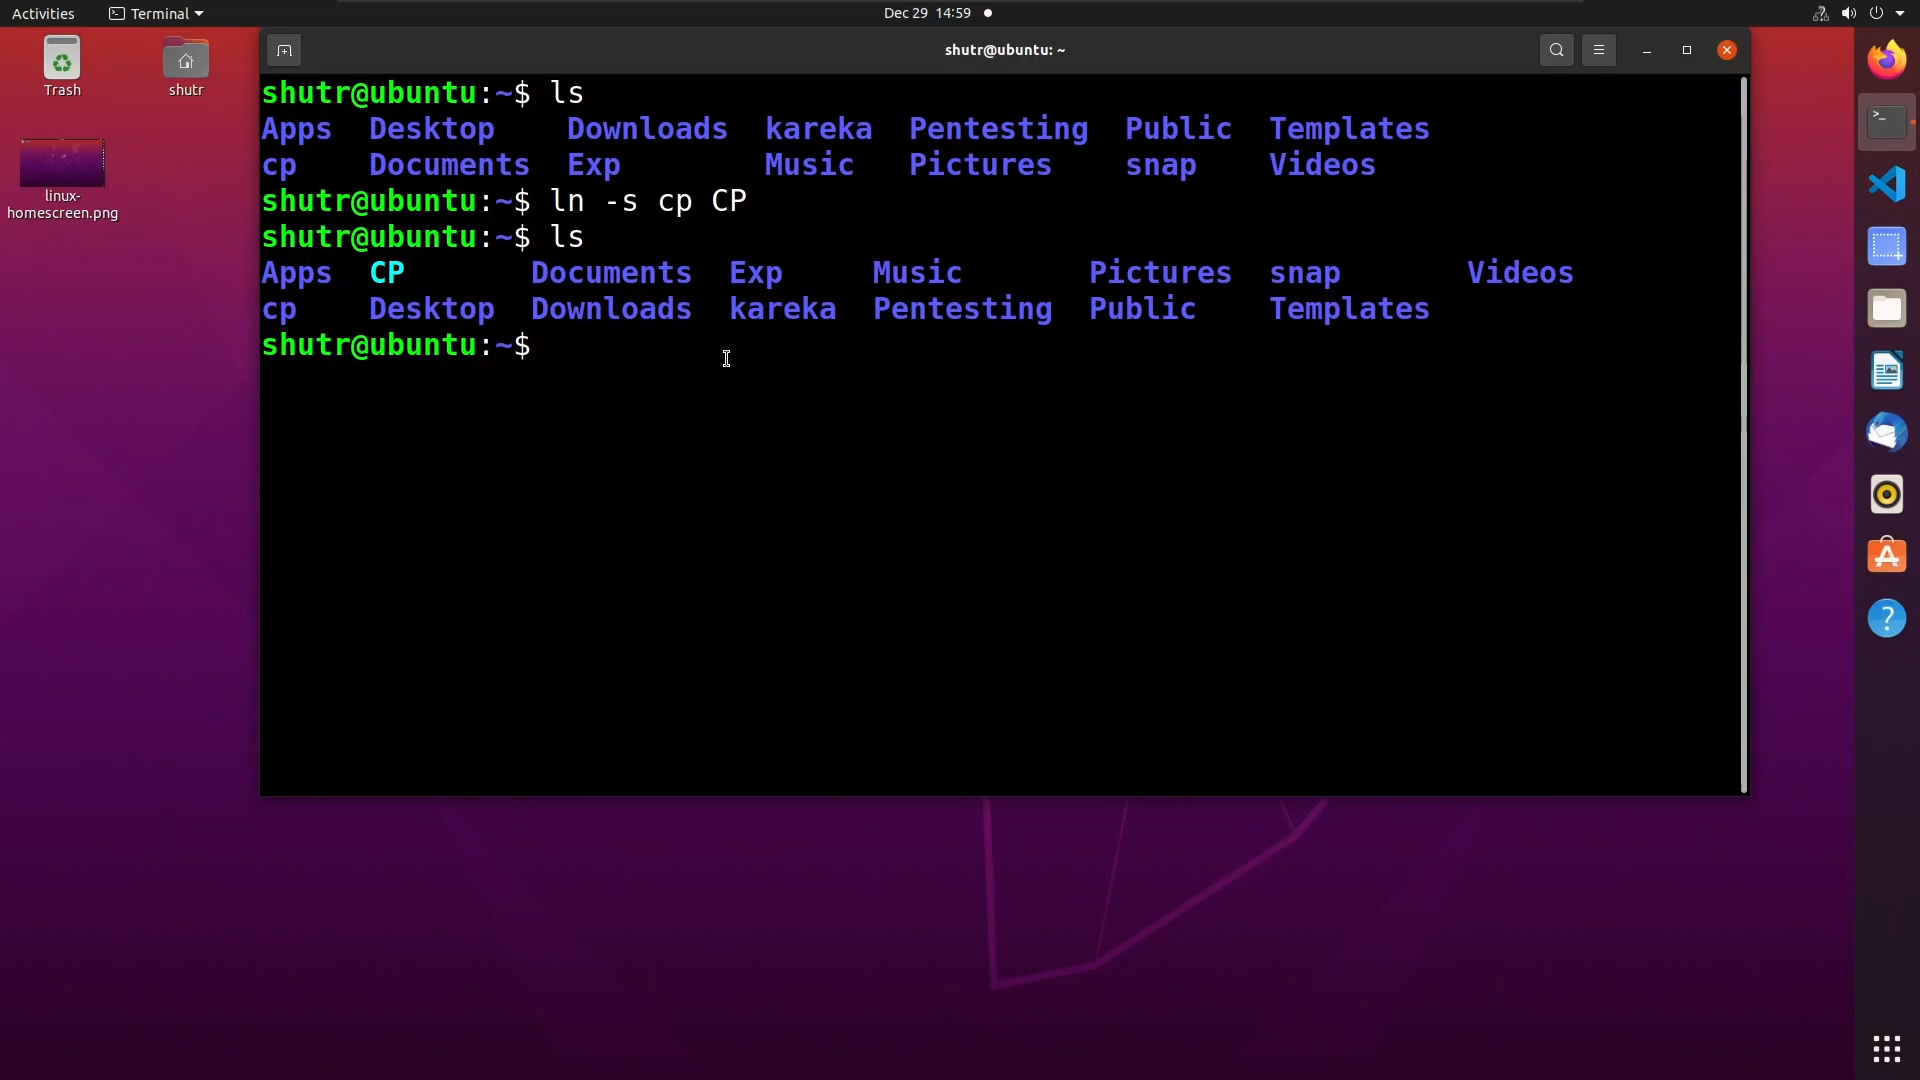 Activities Terminal Dec 29 14:59
Trash shutr
linux-
homescreen.png
shutr@ubuntu: ~
shutr@ubuntu:~$ ls
Apps Desktop Downloads kareka Pentesting Public Templates
cp Documents Exp Music Pictures snap Videos
shutr@ubuntu:~$ ln -s cp CP
shutr@ubuntu:~$ ls
Apps CP Documents Exp Music Pictures snap Videos
cp Desktop Downloads kareka Pentesting Public Templates
shutr@ubuntu:~$